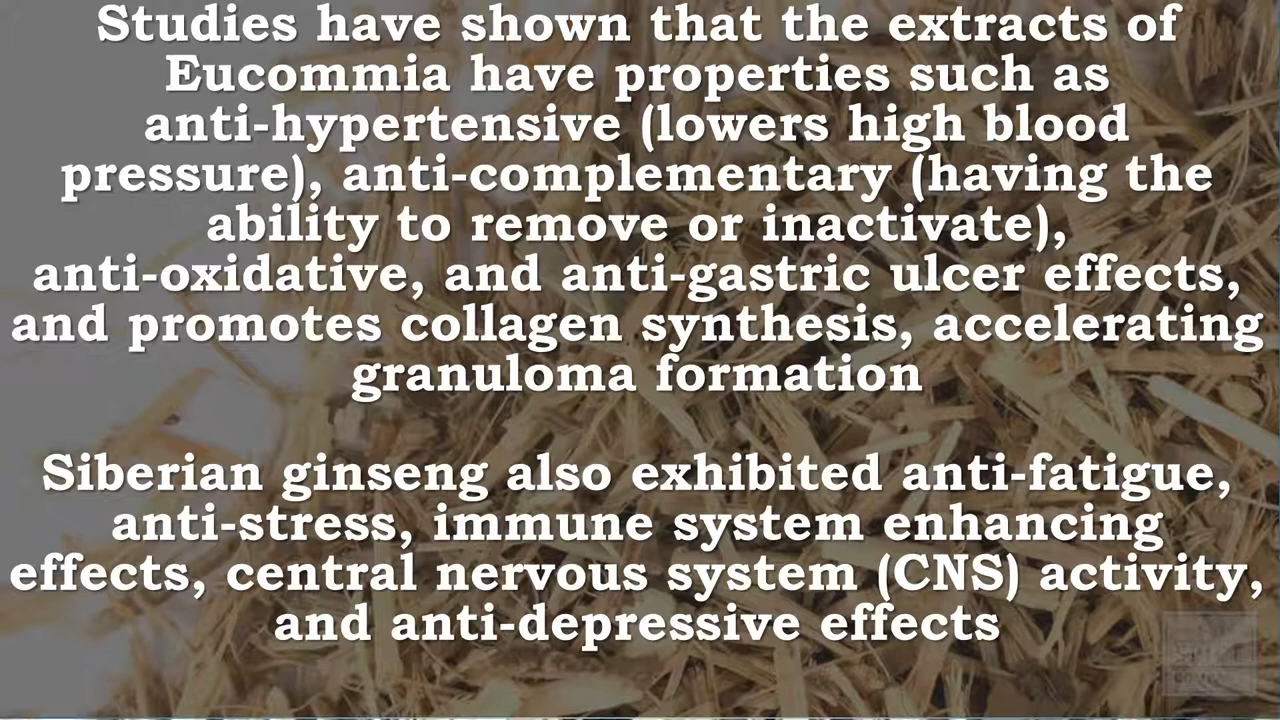 Studies have shown that the extracts of
Eucommia have properties such as
anti-hypertensive (lowers high blood
pressure), anti-complementary (having the
ability to remove or inactivate),
anti-oxidative, and anti-gastric ulcer effects,
and promotes collagen synthesis, accelerating
granuloma formation
Siberian ginseng also exhibited anti-fatigue,
anti-stress, immune system enhancing
effects, central nervous system (CNS) activity,
and anti-depressive effects